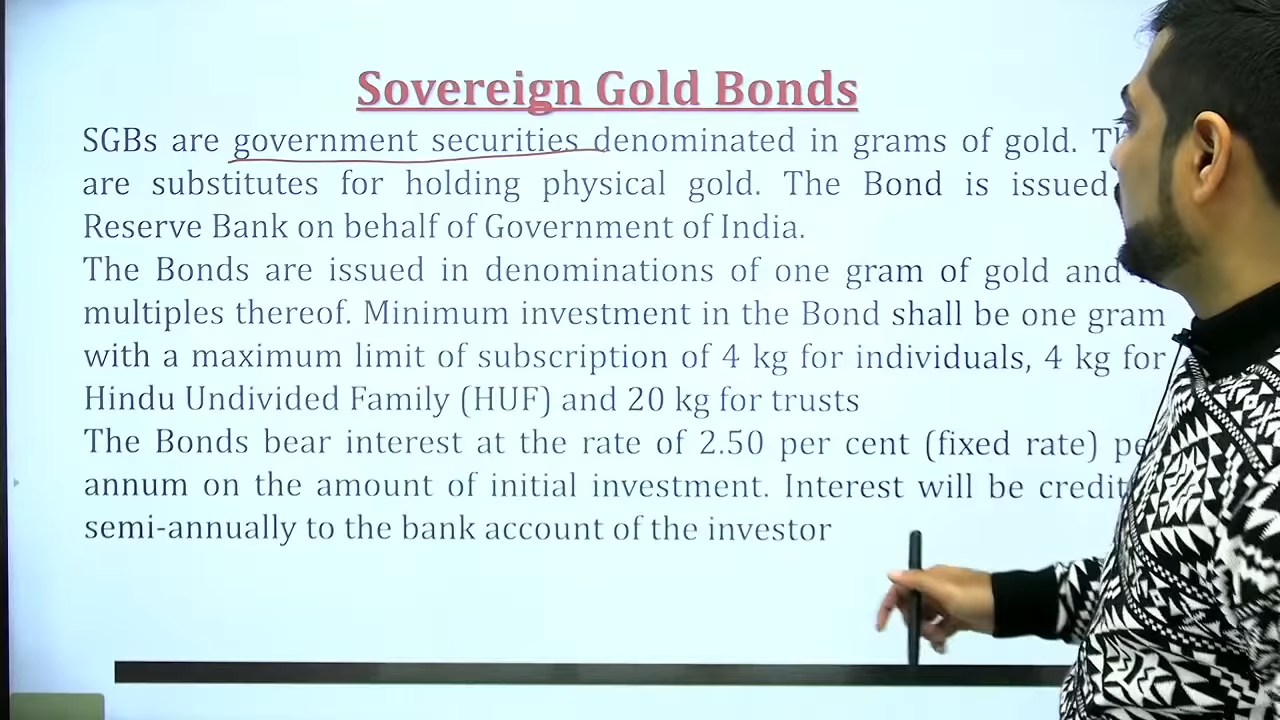 Sovereign Gold Bonds
SGBs are government securities denominated in grams of gold.
are substitutes for holding physical gold. The Bond is issued
Reserve Bank on behalf of Government of India.
The Bonds are issued in denominations of one gram of gold and
multiples thereof. Minimum investment in the Bond shall be one gram
with a maximum limit of subscription of 4 kg for individuals, 4 kg for
Hindu Undivided Family (HUF) and 20 kg for trusts
The Bonds bear interest at the rate of 2.50 per cent (fixed rate)
annum on the amount of initial investment. Interest will be
semi-annually to the bank account of the investor